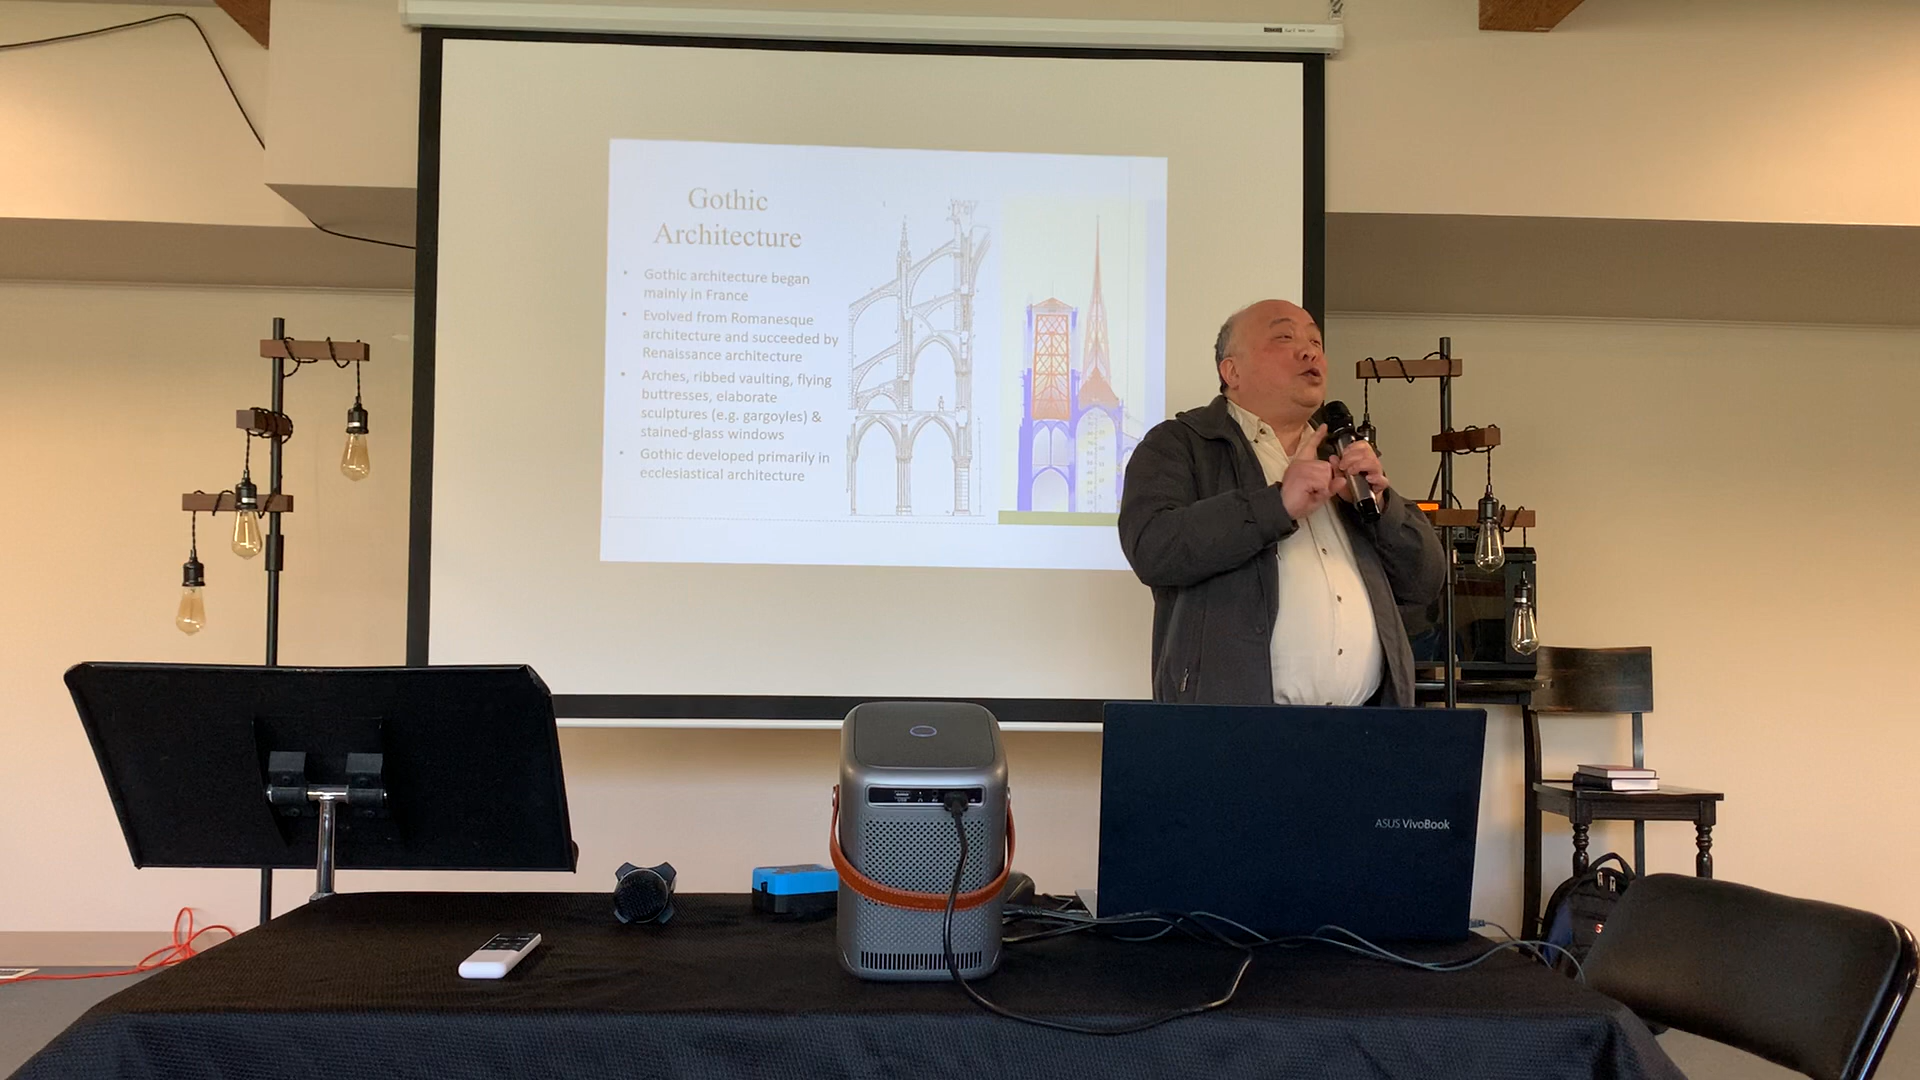 Gothic
Architecture
• Gothic architecture began
mainly in France
• Evolved from Romanesque
architecture and succeeded by
Renaissance architecture
• Arches, ribbed vaulting, flying
buttresses, elaborate
sculptures (e.g. gargoyles) &
stained-glass windows
• Gothic developed primarily in
ecclesiastical architecture
ASUS VivoBook